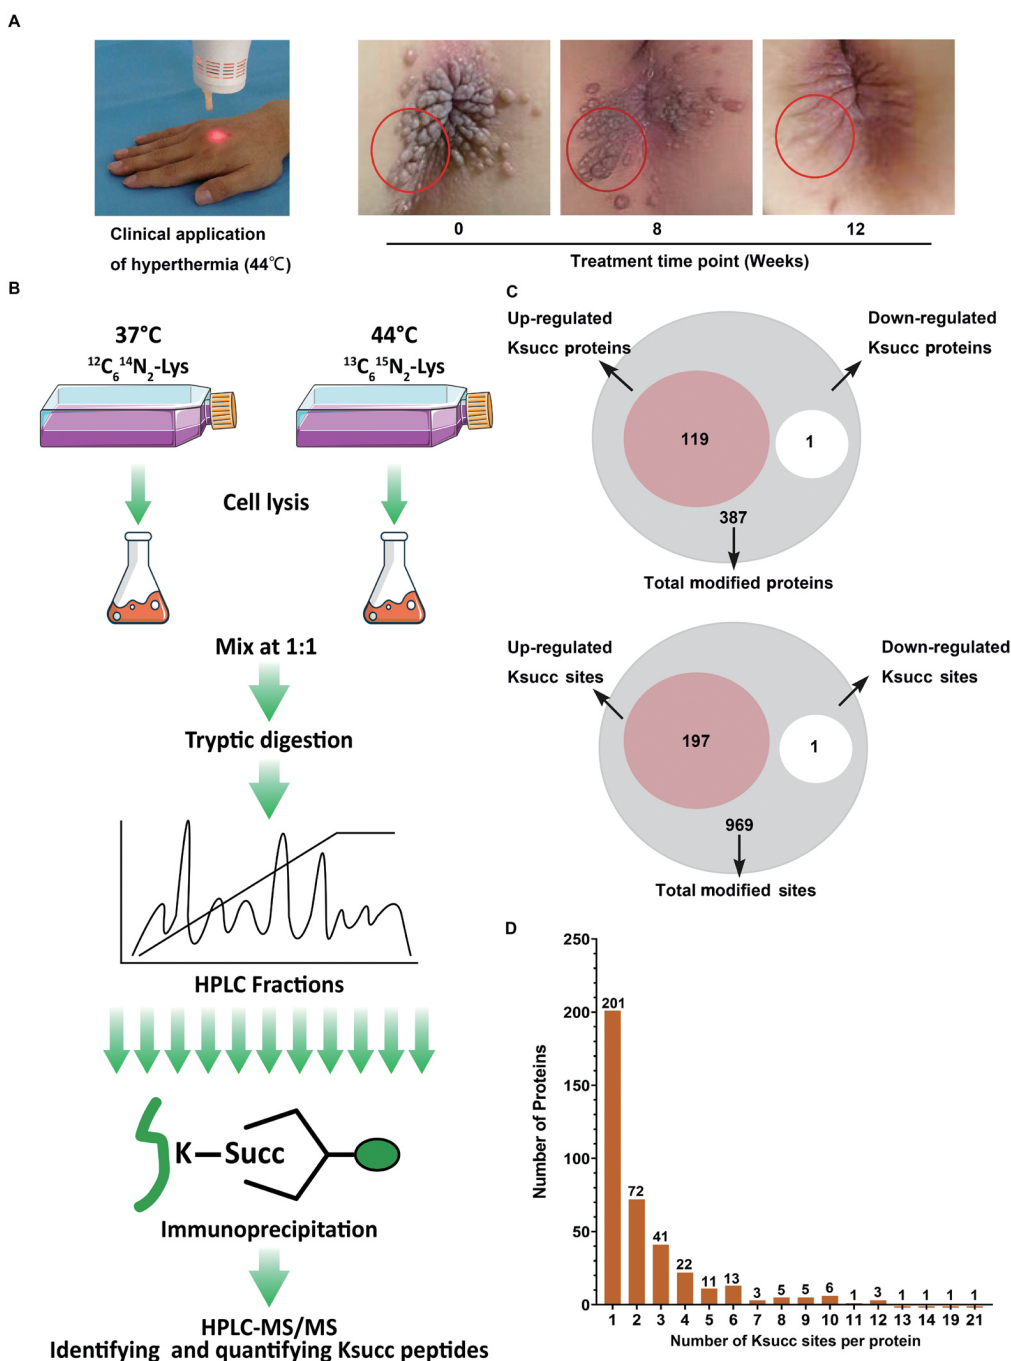 A
Clinical application
of hyperthermia (44℃)
0
8
12
Treatment time point (Weeks)
B
37°C
¹²C₆¹⁴N₂-Lys
44°C
¹³C₆¹⁵N₂-Lys
Cell lysis
Mix at 1:1
Tryptic digestion
HPLC Fractions
K—Succ
Immunoprecipitation
HPLC-MS/MS
Identifying and quantifying Ksucc peptides
C
Up-regulated
Ksucc proteins
Down-regulated
Ksucc proteins
119
1
387
Total modified proteins
Up-regulated
Ksucc sites
Down-regulated
Ksucc sites
197
1
969
Total modified sites
D
Number of Proteins
250
200
150
100
50
0
201
72
41
22
11
13
3
5
5
6
1
3
1
1
1
1
1 2 3 4 5 6 7 8 9 10 11 12 13 14 19 21
Number of Ksucc sites per protein